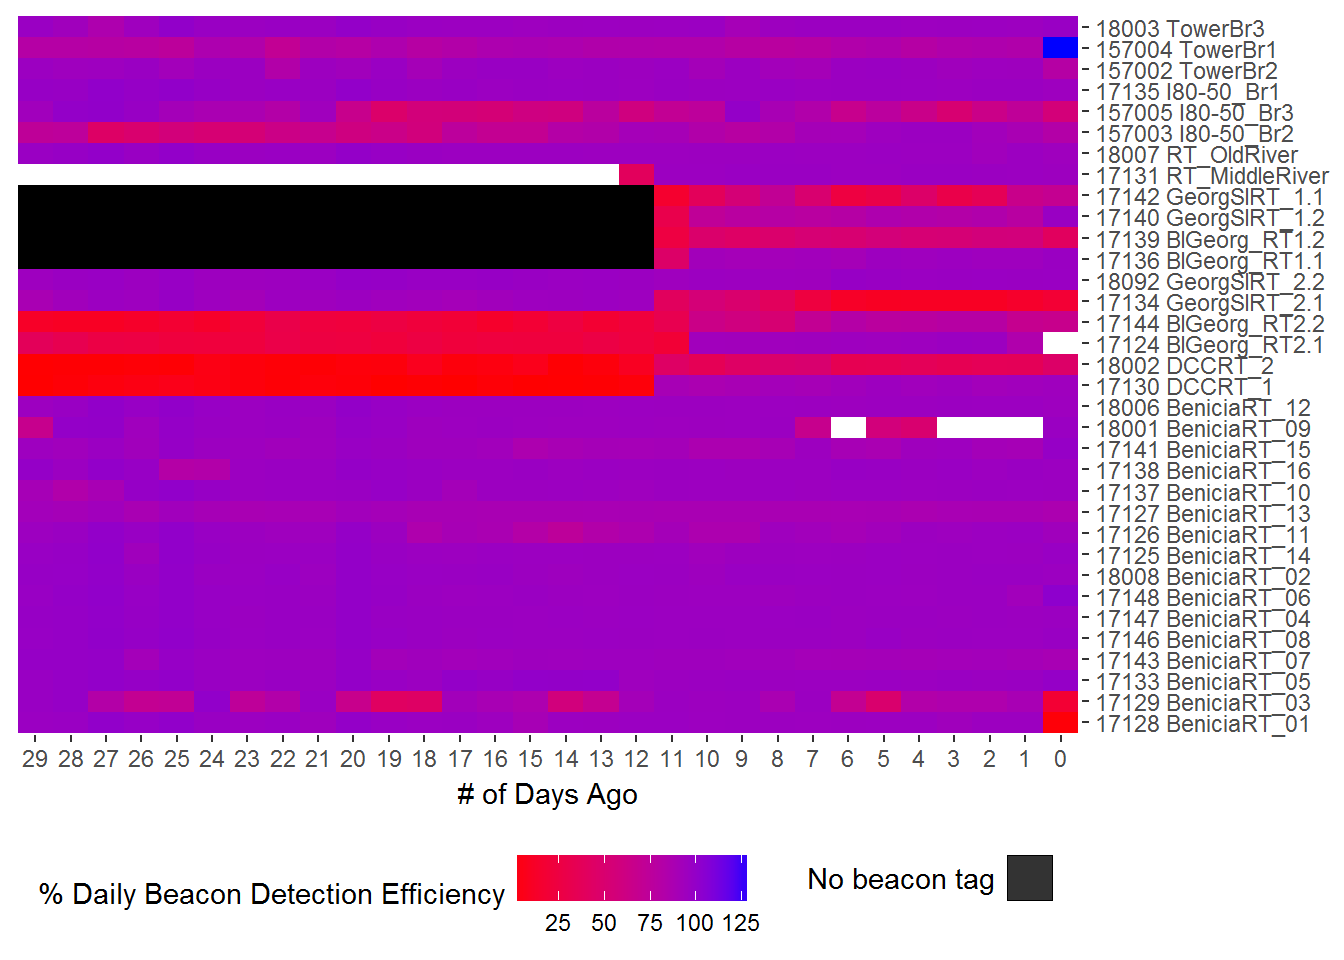 18003 TowerBr3
157004 TowerBr1
157002 TowerBr2
17135 I80-50_Br1
157005 I80-50_Br3
157003 I80-50_Br2
18007 RT_OldRiver
17131 RT_MiddleRiver
17142 GeorgSlRT_1.1
17140 GeorgSlRT_1.2
17139 BlGeorg_RT1.2
17136 BlGeorg_RT1.1
18092 GeorgSlRT_2.2
17134 GeorgSlRT_2.1
17144 BlGeorg_RT2.2
17124 BlGeorg_RT2.1
18002 DCCRT_2
17130 DCCRT_1
18006 BeniciaRT_12
18001 BeniciaRT_09
17141 BeniciaRT_15
17138 BeniciaRT_16
17137 BeniciaRT_10
17127 BeniciaRT_13
17126 BeniciaRT_11
17125 BeniciaRT_14
18008 BeniciaRT_02
17148 BeniciaRT_06
17147 BeniciaRT_04
17146 BeniciaRT_08
17143 BeniciaRT_07
17133 BeniciaRT_05
17129 BeniciaRT_03
17128 BeniciaRT_01
29 28 27 26 25 24 23 22 21 20 19 18 17 16 15 14 13 12 11 10 9 8 7 6 5 4 3 2 1 0
# of Days Ago
% Daily Beacon Detection Efficiency
25 50 75 100 125
No beacon tag